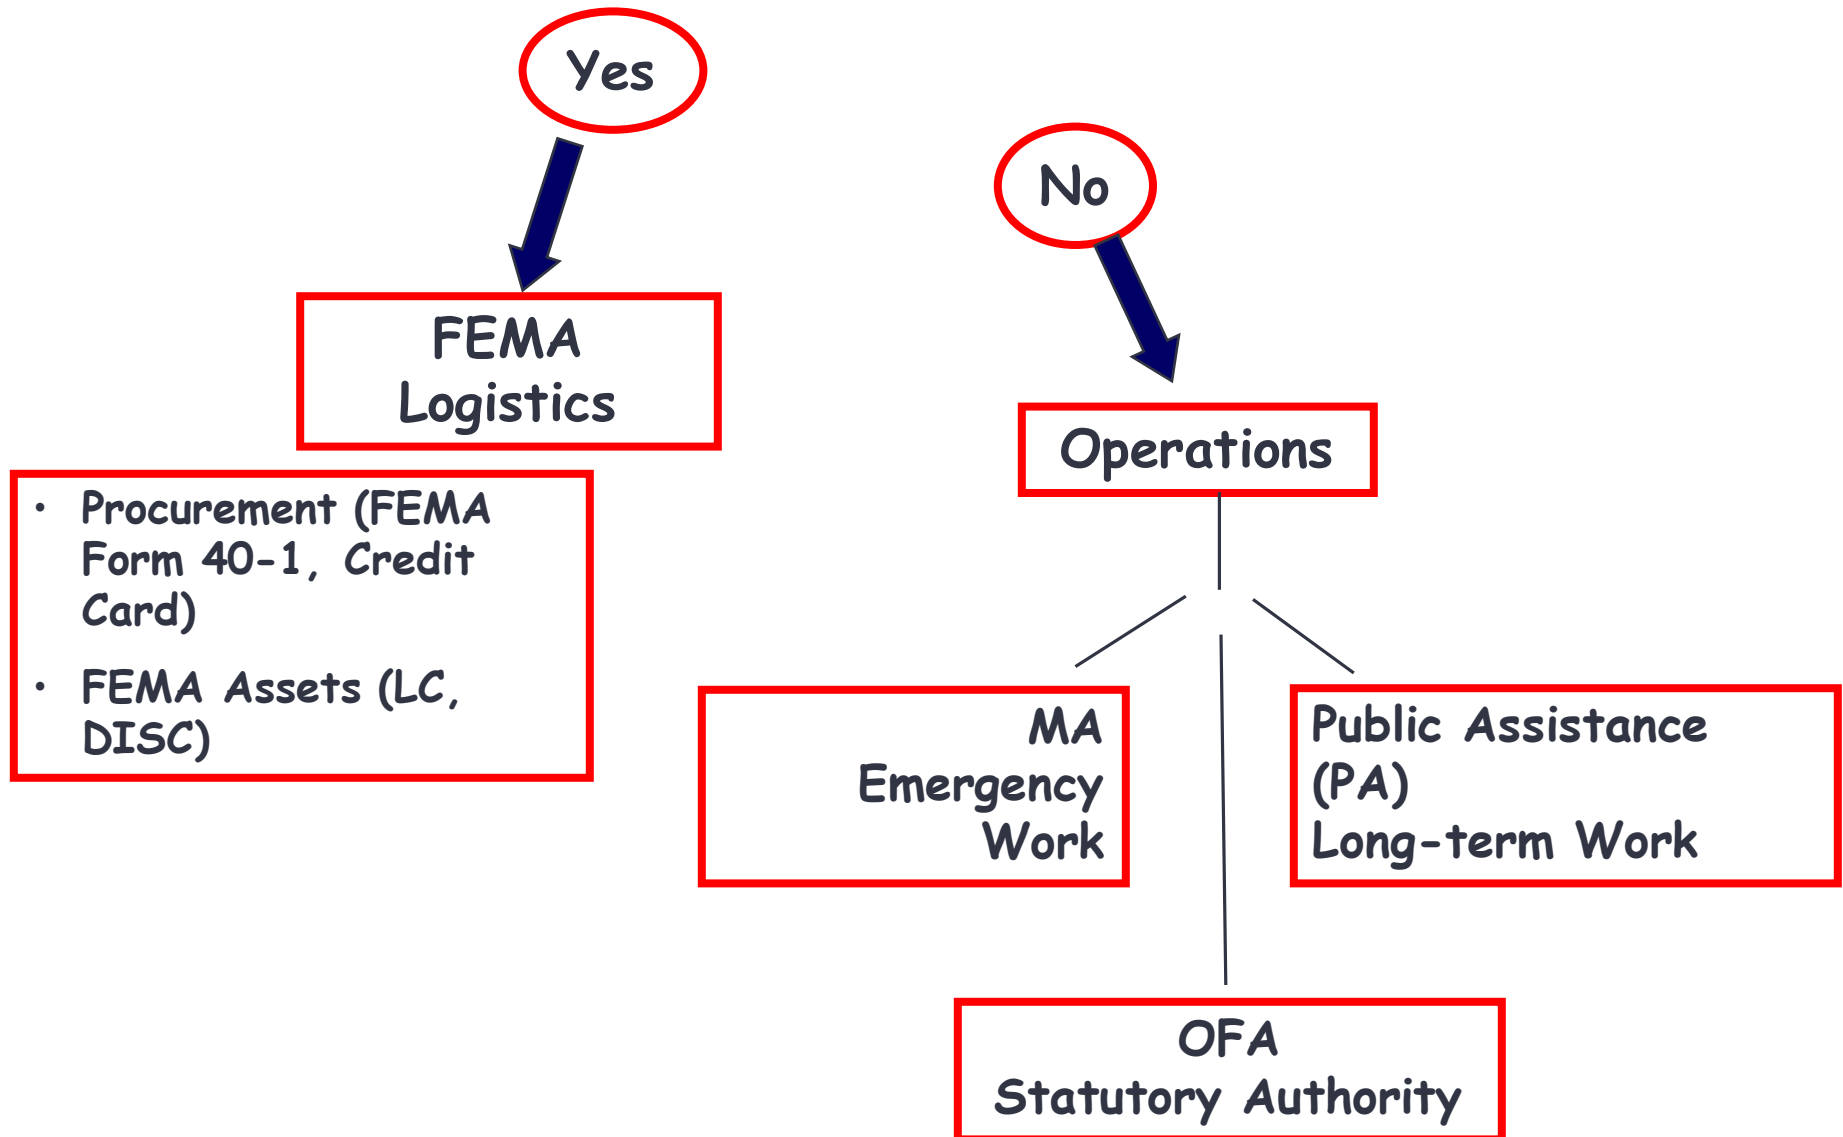 Yes
No
FEMA
Logistics
Operations
• Procurement (FEMA
Form 40-1, Credit
Card)
• FEMA Assets (LC,
DISC)
MA
Emergency
Work
Public Assistance
(PA)
Long-term Work
OFA
Statutory Authority